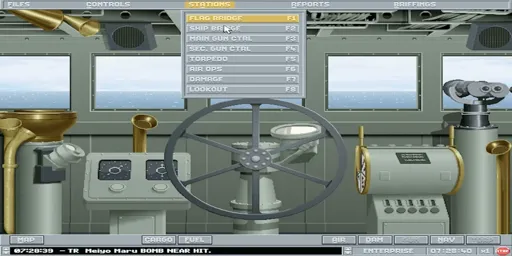 FILES CONTROLS STATIONS REPORTS BRIEFINGS
FLAG BRIDGE F1
SHIP BRIDGE F2
MAIN GUN CTRL F3
SEC. GUN CTRL F4
TORPEDO F5
AIR OPS F6
DAMAGE F7
LOOKOUT F8
MAP CARGO FUEL AIR DAM NAV
07:28:39 - TR Meiyo Maru BOMB NEAR HIT. ENTERPRISE 07:28:40 x1